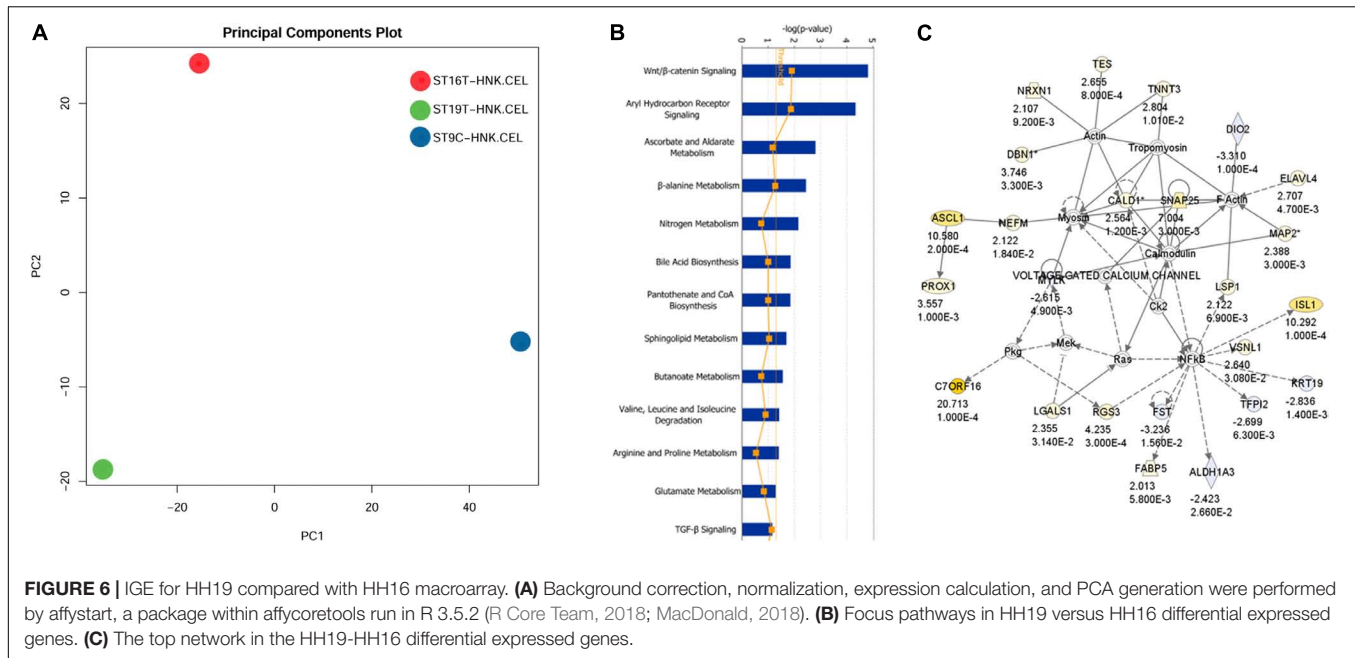 A
Principal Components Plot
ST16T-HNK.CEL
ST19T-HNK.CEL
ST9C-HNK.CEL
PC2
20
10
0
-10
-20
-20
0
20
40
PC1
B
-log(p-value)
0
1
2
3
4
5
Threshold
Wnt/β-catenin Signaling
Aryl Hydrocarbon Receptor
Signaling
Ascorbate and Aldarate
Metabolism
β-alanine Metabolism
Nitrogen Metabolism
Bile Acid Biosynthesis
Pantothenate and CoA
Biosynthesis
Sphingolipid Metabolism
Butanoate Metabolism
Valine, Leucine and Isoleucine
Degradation
Arginine and Proline Metabolism
Glutamate Metabolism
TGF-β Signaling
C
TES
2.655
8.000E-4
NRXN1
2.107
9.200E-3
TNNT3
2.804
1.010E-2
DIO2
-3.310
1.000E-4
Actin
Tropomyosin
DBN1*
3.746
3.300E-3
ELAVL4
2.707
4.700E-3
CALD1*
2.564
1.200E-3
SNAP25
7.004
3.000E-3
F Actin
ASCL1
10.580
2.000E-4
NEFM
2.122
1.840E-2
Myosin
MAP2*
2.388
3.000E-3
Calmodulin
VOLTAGE-GATED CALCIUM CHANNEL
PROX1
3.557
1.000E-3
MYLK
-2.615
4.900E-3
LSP1
2.122
6.900E-3
ISL1
10.292
1.000E-4
Ck2
Pkg
Mek
Ras
NFkB
VSNL1
2.640
3.080E-2
C7ORF16
20.713
1.000E-4
LGALS1
2.355
3.140E-2
RGS3
4.235
3.000E-4
FST
-3.236
1.560E-2
TFPI2
-2.699
6.300E-3
KRT19
-2.836
1.400E-3
FABP5
2.013
5.800E-3
ALDH1A3
-2.423
2.660E-2
FIGURE 6 | IGE for HH19 compared with HH16 macroarray. (A) Background correction, normalization, expression calculation, and PCA generation were performed
by affystart, a package within affycoretools run in R 3.5.2 (R Core Team, 2018; MacDonald, 2018). (B) Focus pathways in HH19 versus HH16 differential expressed
genes. (C) The top network in the HH19-HH16 differential expressed genes.